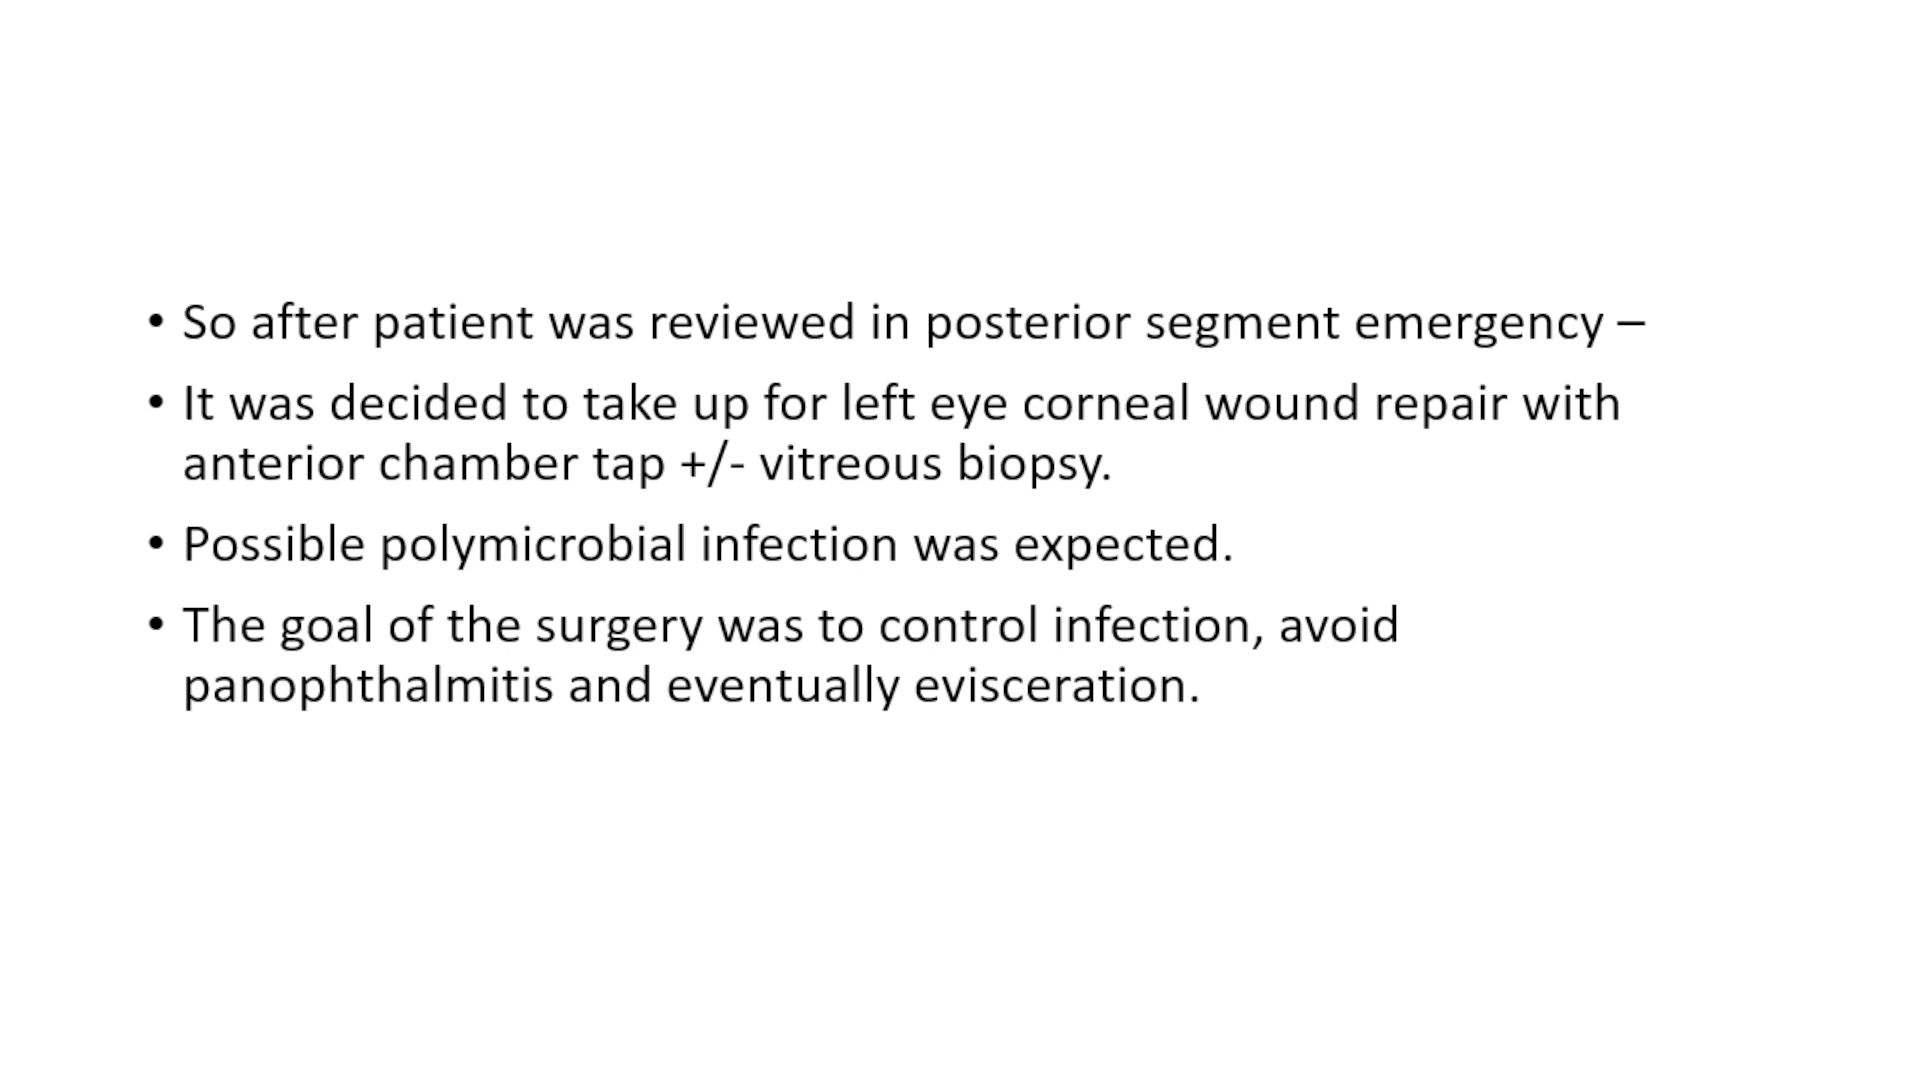 • So after patient was reviewed in posterior segment emergency –
• It was decided to take up for left eye corneal wound repair with
anterior chamber tap +/- vitreous biopsy.
• Possible polymicrobial infection was expected.
• The goal of the surgery was to control infection, avoid
panophthalmitis and eventually evisceration.